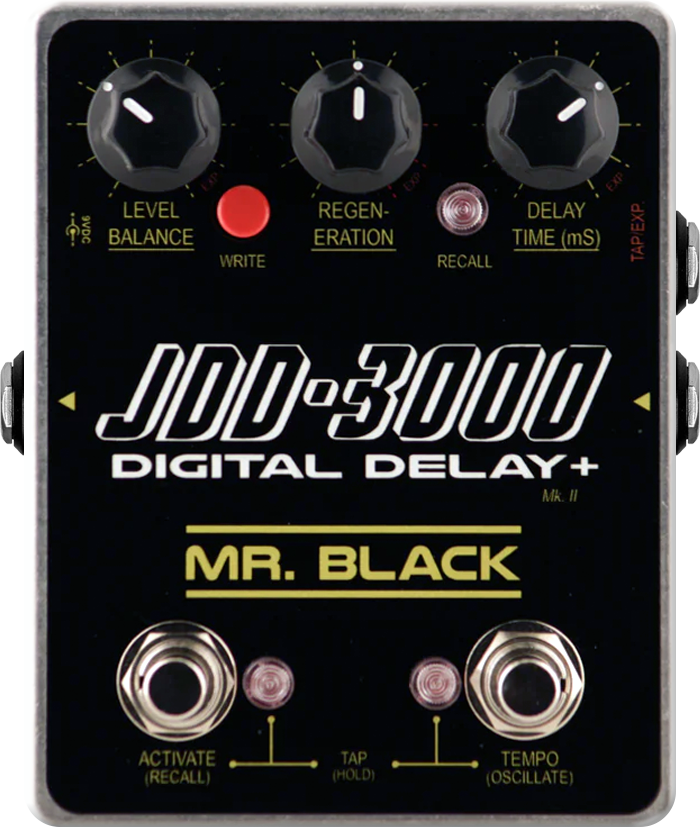 EXP
EXP
EXP
LEVEL
BALANCE
REGEN-
ERATION
DELAY
TIME (mS)
9VDC
WRITE
RECALL
TAP/EXP.
JDD·3000
DIGITAL DELAY+
Mk. II
MR. BLACK
ACTIVATE
(RECALL)
TAP
(HOLD)
TEMPO
(OSCILLATE)